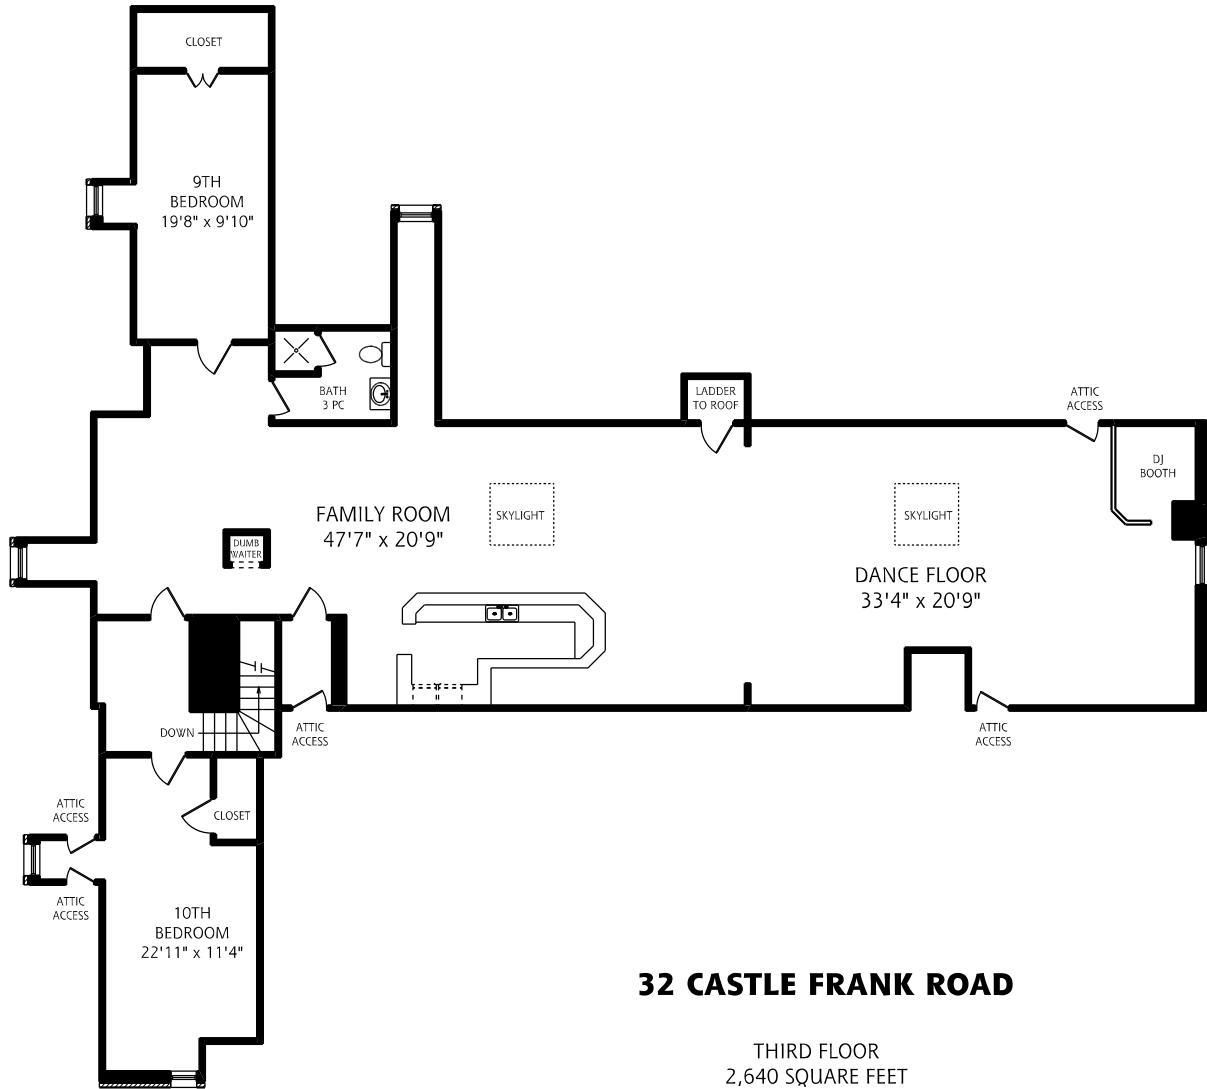 CLOSET
9TH
BEDROOM
19'8" x 9'10"
BATH
3 PC
LADDER
TO ROOF
ATTIC
ACCESS
DJ
BOOTH
FAMILY ROOM
47'7" x 20'9"
SKYLIGHT
SKYLIGHT
DUMB
WAITER
DANCE FLOOR
33'4" x 20'9"
DOWN
ATTIC
ACCESS
ATTIC
ACCESS
ATTIC
ACCESS
CLOSET
ATTIC
ACCESS
10TH
BEDROOM
22'11" x 11'4"
32 CASTLE FRANK ROAD
THIRD FLOOR
2,640 SQUARE FEET